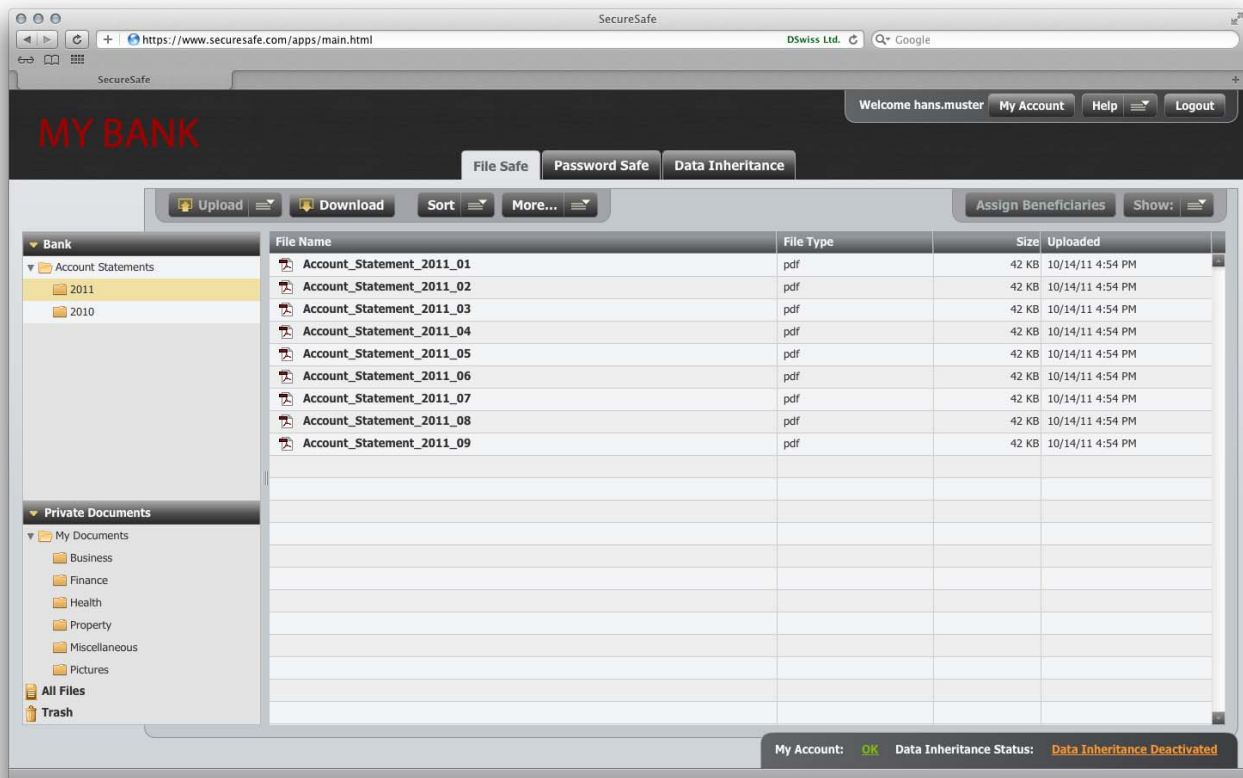 SecureSafe
+ https://www.securesafe.com/apps/main.html DSwiss Ltd. Google
SecureSafe
Welcome hans.muster My Account Help Logout
MY BANK
File Safe Password Safe Data Inheritance
Upload Download Sort More... Assign Beneficiaries Show:
Bank
Account Statements
2011
2010
File Name File Type Size Uploaded
Account_Statement_2011_01 pdf 42 KB 10/14/11 4:54 PM
Account_Statement_2011_02 pdf 42 KB 10/14/11 4:54 PM
Account_Statement_2011_03 pdf 42 KB 10/14/11 4:54 PM
Account_Statement_2011_04 pdf 42 KB 10/14/11 4:54 PM
Account_Statement_2011_05 pdf 42 KB 10/14/11 4:54 PM
Account_Statement_2011_06 pdf 42 KB 10/14/11 4:54 PM
Account_Statement_2011_07 pdf 42 KB 10/14/11 4:54 PM
Account_Statement_2011_08 pdf 42 KB 10/14/11 4:54 PM
Account_Statement_2011_09 pdf 42 KB 10/14/11 4:54 PM
Private Documents
My Documents
Business
Finance
Health
Property
Miscellaneous
Pictures
All Files
Trash
My Account: OK Data Inheritance Status: Data Inheritance Deactivated